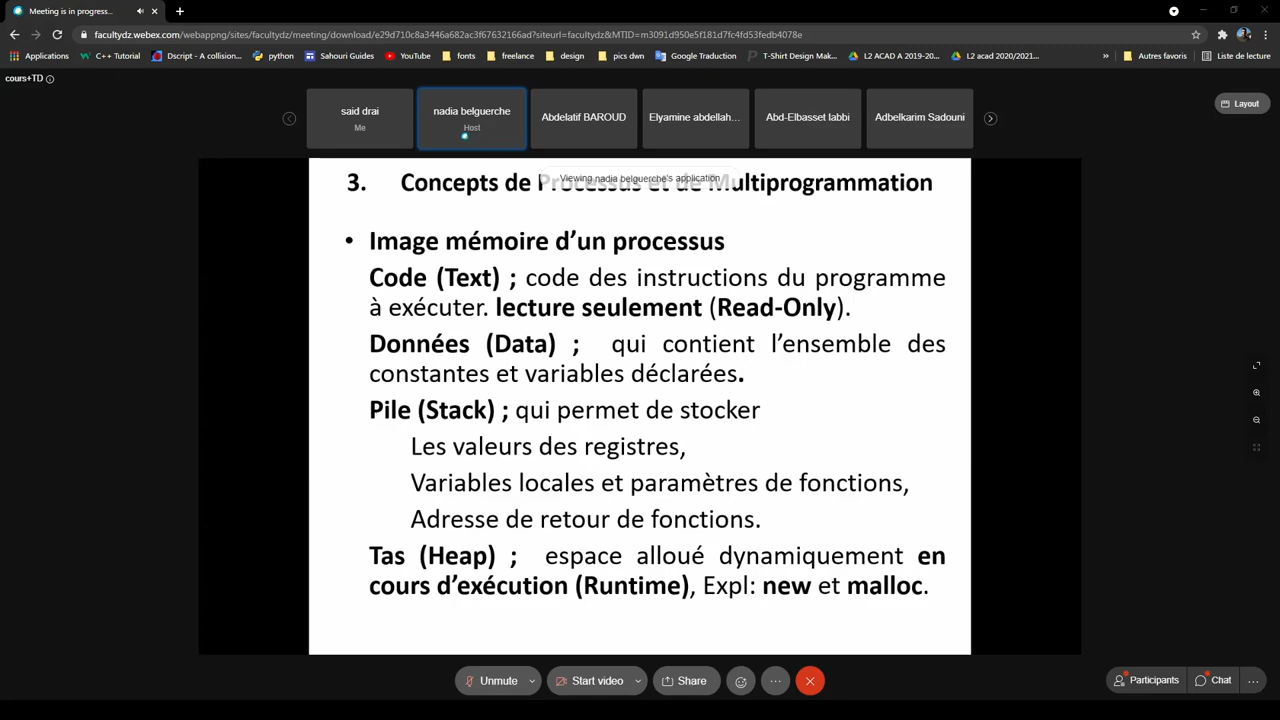 Meeting is in progress...
facultydz.webex.com/webappng/sites/facultydz/meeting/download/e29d710c8a3446a682ac3f67632166ad?siteurl=facultydz&MTID=m3091d950e5f181d7fc4fd53fedb4078e
Applications C++ Tutorial Dscript - A collision... python Sahouri Guides YouTube fonts freelance design pics dwn Google Traduction T-Shirt Design Mak... L2 ACAD A 2019-20... L2 acad 2020/2021... » Autres favoris Liste de lecture
cours+TD
said drai
Me
nadia belguerche
Host
Abdelatif BAROUD
Elyamine abdellah...
Abd-Elbasset labbi
Adbelkarim Sadouni
Layout
Viewing nadia belguerche's application
3. Concepts de Processus et de Multiprogrammation
• Image mémoire d’un processus
Code (Text) ; code des instructions du programme
à exécuter. lecture seulement (Read-Only).
Données (Data) ; qui contient l’ensemble des
constantes et variables déclarées.
Pile (Stack) ; qui permet de stocker
Les valeurs des registres,
Variables locales et paramètres de fonctions,
Adresse de retour de fonctions.
Tas (Heap) ; espace alloué dynamiquement en
cours d’exécution (Runtime), Expl: new et malloc.
Unmute Start video Share Participants Chat